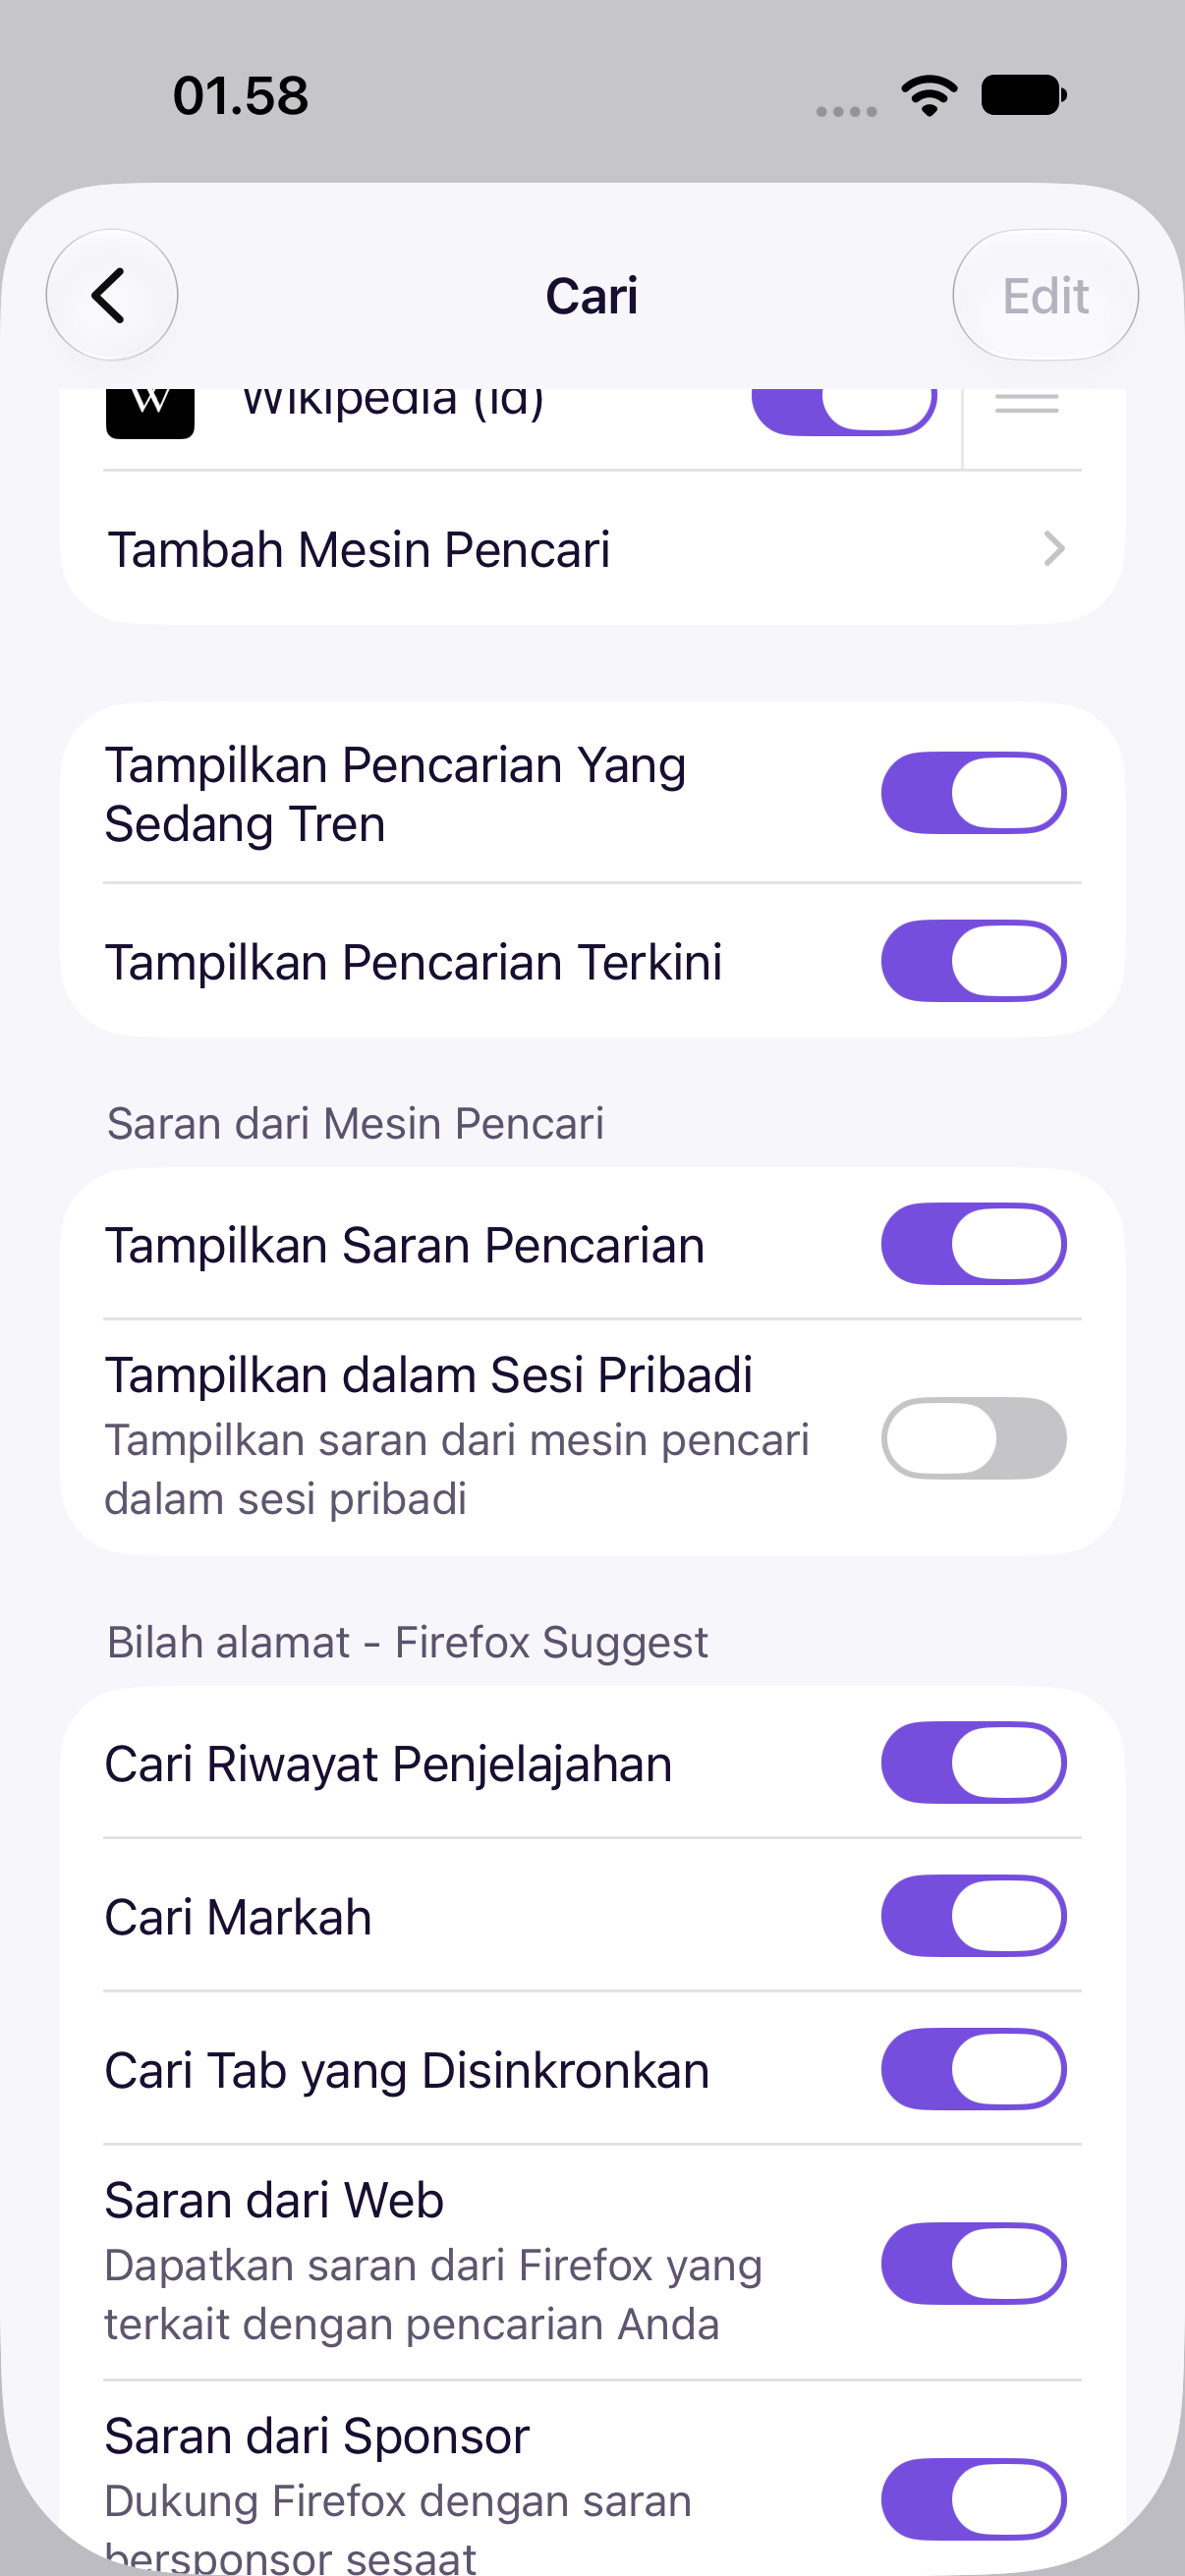 01.58
Cari
Edit
W
Wikipedia (id)
Tambah Mesin Pencari
Tampilkan Pencarian Yang
Sedang Tren
Tampilkan Pencarian Terkini
Saran dari Mesin Pencari
Tampilkan Saran Pencarian
Tampilkan dalam Sesi Pribadi
Tampilkan saran dari mesin pencari
dalam sesi pribadi
Bilah alamat - Firefox Suggest
Cari Riwayat Penjelajahan
Cari Markah
Cari Tab yang Disinkronkan
Saran dari Web
Dapatkan saran dari Firefox yang
terkait dengan pencarian Anda
Saran dari Sponsor
Dukung Firefox dengan saran
bersponsor sesaat